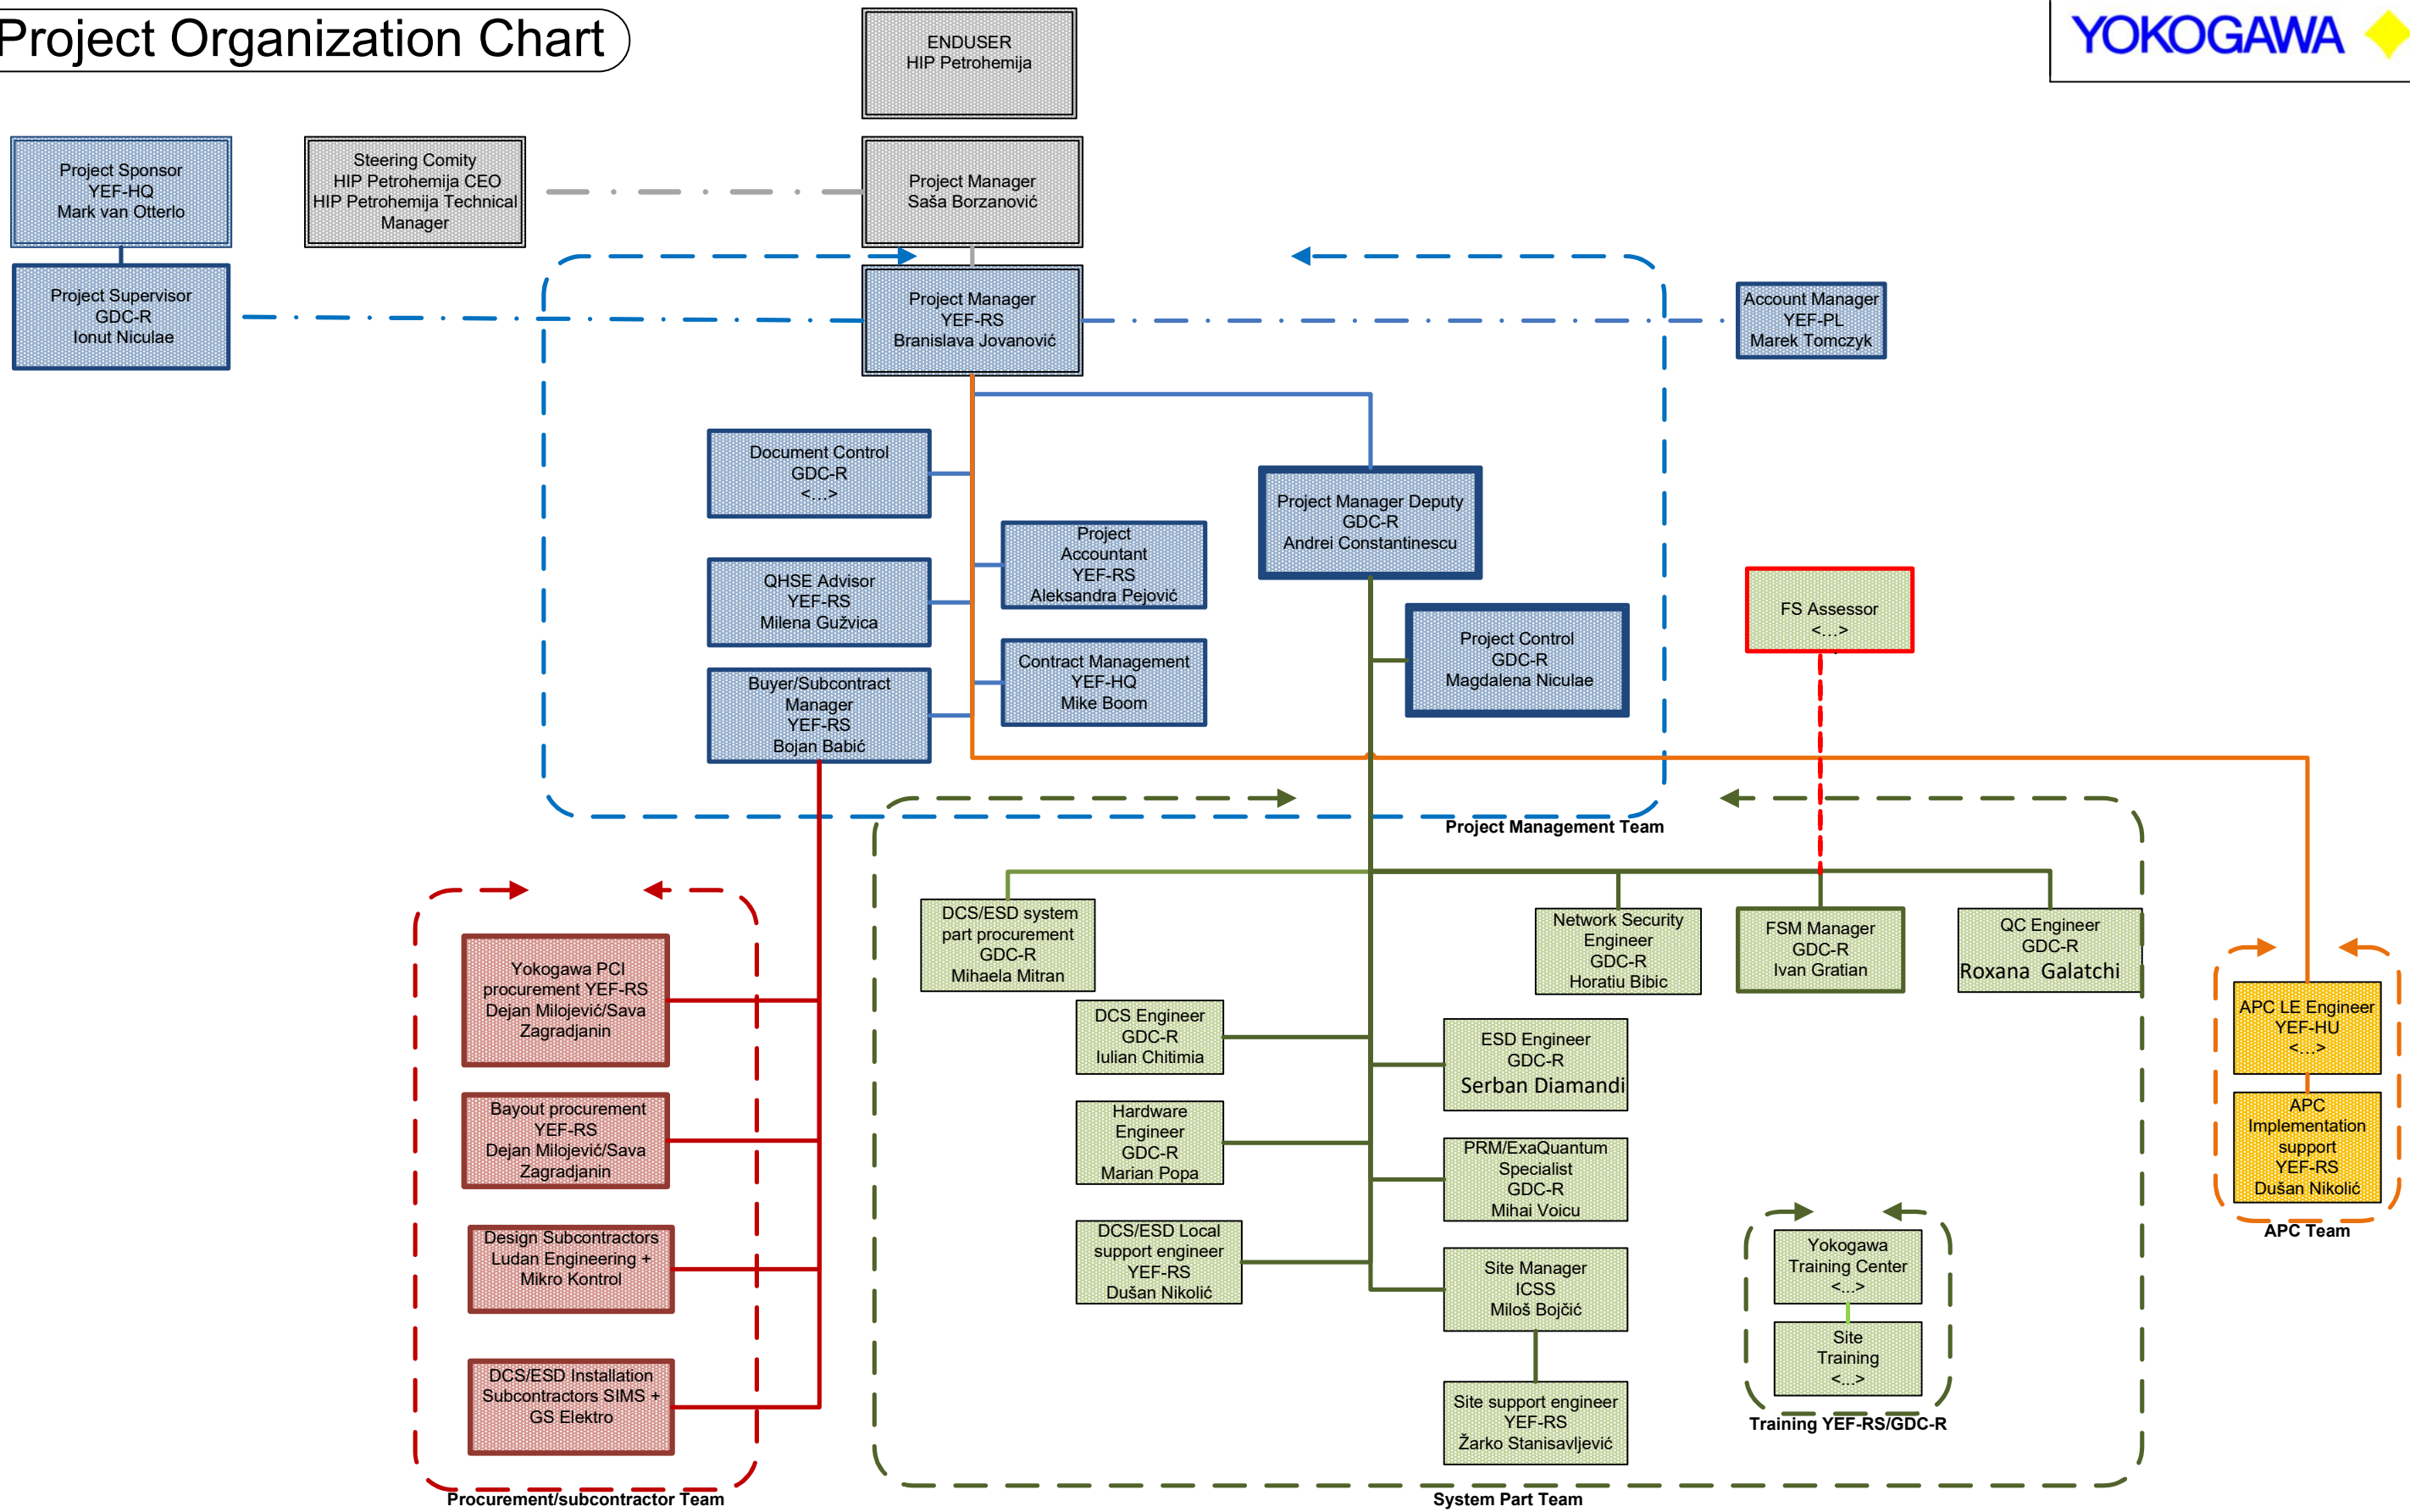 Project Organization Chart
YOKOGAWA
ENDUSER
HIP Petrohemija
Project Sponsor
YEF-HQ
Mark van Otterlo
Steering Comity
HIP Petrohemija CEO
HIP Petrohemija Technical
Manager
Project Manager
Saša Borzanović
Project Supervisor
GDC-R
Ionut Niculae
Project Manager
YEF-RS
Branislava Jovanović
Account Manager
YEF-PL
Marek Tomczyk
Document Control
GDC-R
<...>
Project Manager Deputy
GDC-R
Andrei Constantinescu
Project
Accountant
YEF-RS
Aleksandra Pejović
QHSE Advisor
YEF-RS
Milena Gužvica
FS Assessor
<...>
Project Control
GDC-R
Magdalena Niculae
Contract Management
YEF-HQ
Mike Boom
Buyer/Subcontract
Manager
YEF-RS
Bojan Babić
Project Management Team
DCS/ESD system
part procurement
GDC-R
Mihaela Mitran
Network Security
Engineer
GDC-R
Horatiu Bibic
FSM Manager
GDC-R
Ivan Gratian
QC Engineer
GDC-R
Roxana Galatchi
Yokogawa PCI
procurement YEF-RS
Dejan Milojević/Sava
Zagradjanin
DCS Engineer
GDC-R
Iulian Chitimia
ESD Engineer
GDC-R
Serban Diamandi
APC LE Engineer
YEF-HU
<...>
Bayout procurement
YEF-RS
Dejan Milojević/Sava
Zagradjanin
Hardware
Engineer
GDC-R
Marian Popa
PRM/ExaQuantum
Specialist
GDC-R
Mihai Voicu
APC
Implementation
support
YEF-RS
Dušan Nikolić
APC Team
Design Subcontractors
Ludan Engineering +
Mikro Kontrol
DCS/ESD Local
support engineer
YEF-RS
Dušan Nikolić
Site Manager
ICSS
Miloš Bojčić
Yokogawa
Training Center
<...>
Site
Training
<...>
Training YEF-RS/GDC-R
DCS/ESD Installation
Subcontractors SIMS +
GS Elektro
Site support engineer
YEF-RS
Žarko Stanisavljević
Procurement/subcontractor Team
System Part Team